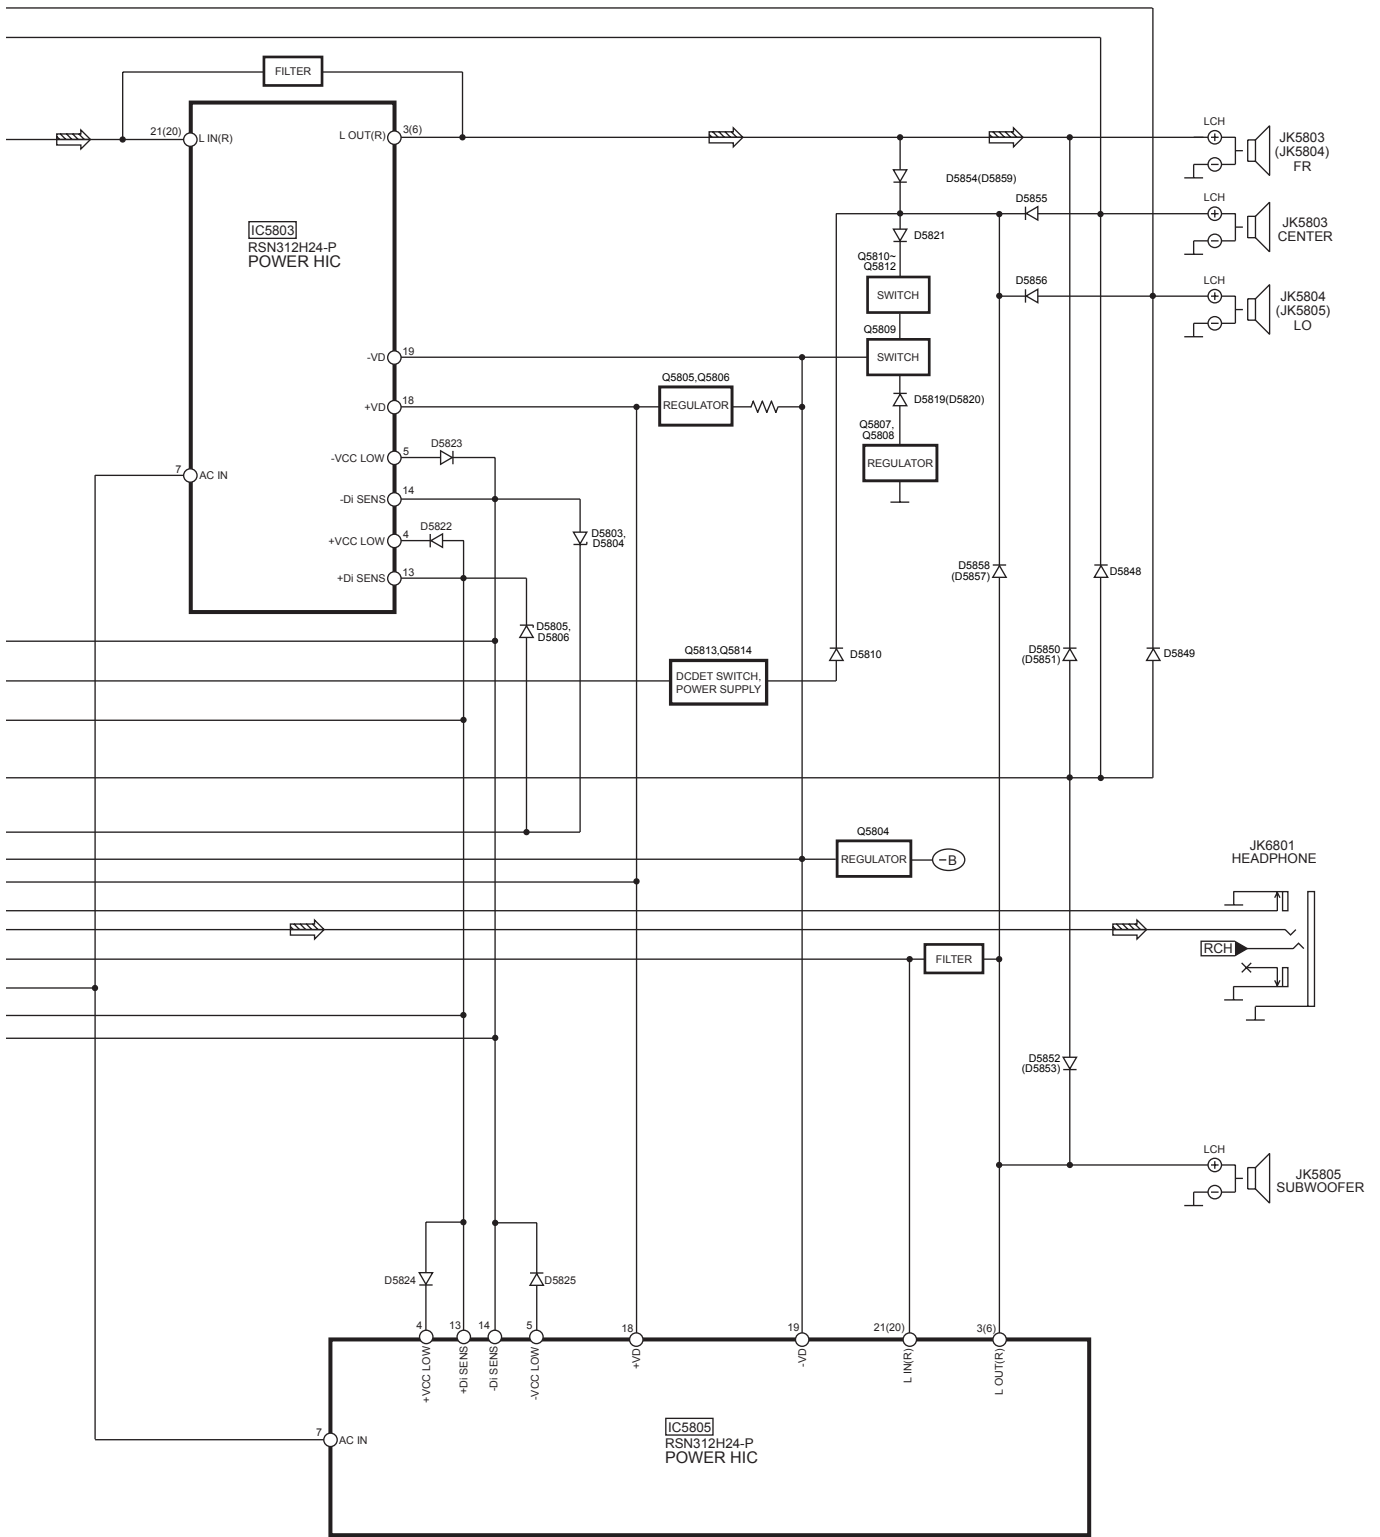 FILTER
21(20)
L IN(R)
L OUT(R)
3(6)
LCH
+
−
JK5803
(JK5804)
FR
D5854(D5859)
D5855
LCH
+
−
JK5803
CENTER
IC5803
RSN312H24-P
POWER HIC
D5821
Q5810~
Q5812
SWITCH
D5856
LCH
+
−
JK5804
(JK5805)
LO
Q5809
SWITCH
-VD
19
Q5805,Q5806
REGULATOR
+VD
18
D5819(D5820)
Q5807,
Q5808
REGULATOR
D5823
-VCC LOW
5
7
AC IN
-Di SENS
14
D5822
+VCC LOW
4
D5803,
D5804
+Di SENS
13
D5858
(D5857)
D5848
D5805,
D5806
Q5813,Q5814
DCDET SWITCH,
POWER SUPPLY
D5810
D5850
(D5851)
D5849
Q5804
REGULATOR
−B
JK6801
HEADPHONE
RCH
FILTER
D5852
(D5853)
LCH
+
−
JK5805
SUBWOOFER
D5824
D5825
4
13
14
5
18
19
21(20)
3(6)
+VCC LOW
+Di SENS
-Di SENS
-VCC LOW
+VD
-VD
L IN(R)
L OUT(R)
7
AC IN
IC5805
RSN312H24-P
POWER HIC